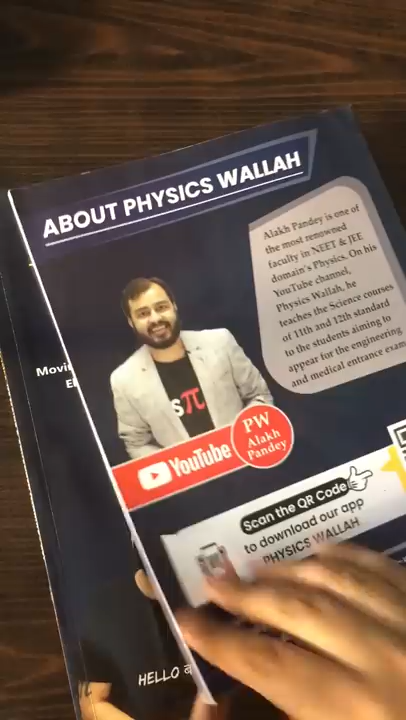 ABOUT PHYSICS WALLAH
Alakh Pandey is one of
the most renowned
faculty in NEET & JEE
domain's Physics. On his
YouTube channel,
Physics Wallah, he
teaches the Science courses
of 11th and 12th standard
to the students aiming to
appear for the engineering
and medical entrance exam
Sπ
YouTube
PW
Alakh
Pandey
Scan the QR Code
to download our app
PHYSICS WALLAH
HELLO